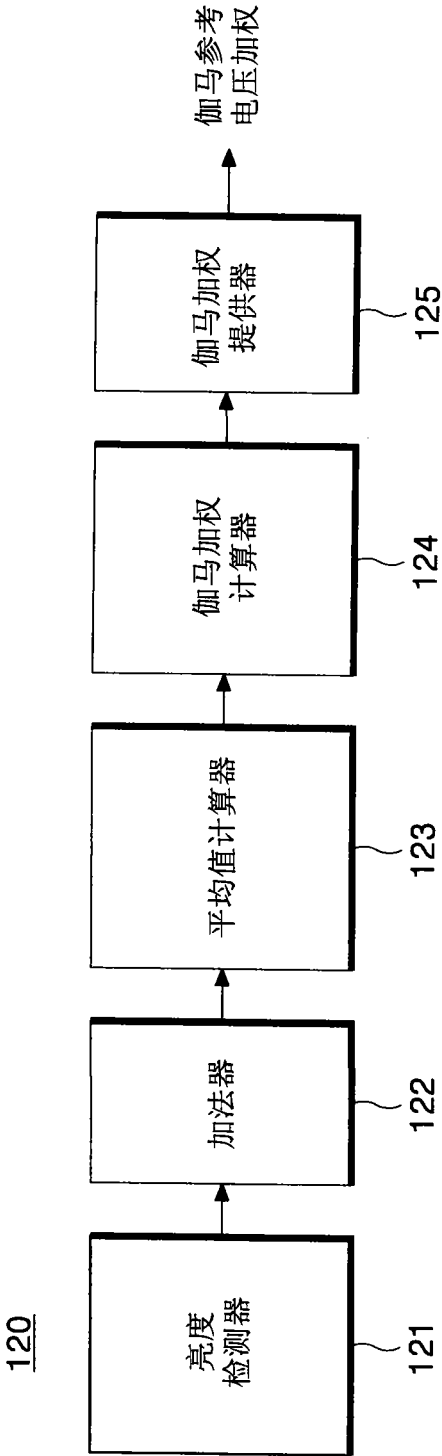 120
亮度
检测器
121
加法器
122
平均值计算器
123
伽马加权
计算器
124
伽马加权
提供器
125
伽马参考
电压加权